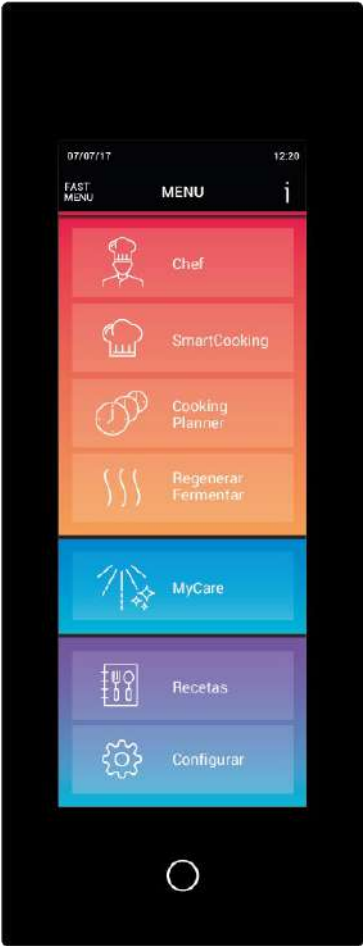 07/07/17 12:20
FAST
MENU
MENU
i
Chef
SmartCooking
Cooking
Planner
Regenerar
Fermentar
MyCare
Recetas
Configurar